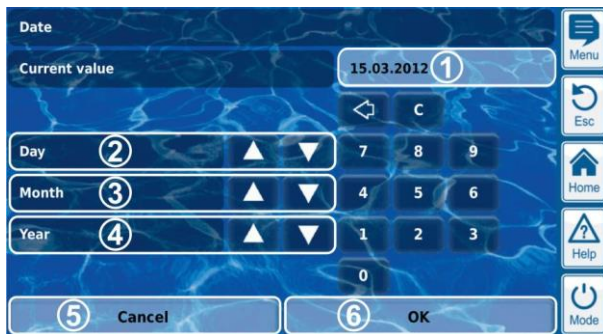 Date
Menu
Current value
15.03.2012 1
C
Esc
Day 2
7 8 9
Month 3
4 5 6
Home
Year 4
1 2 3
Help
0
5 Cancel
6 OK
Mode